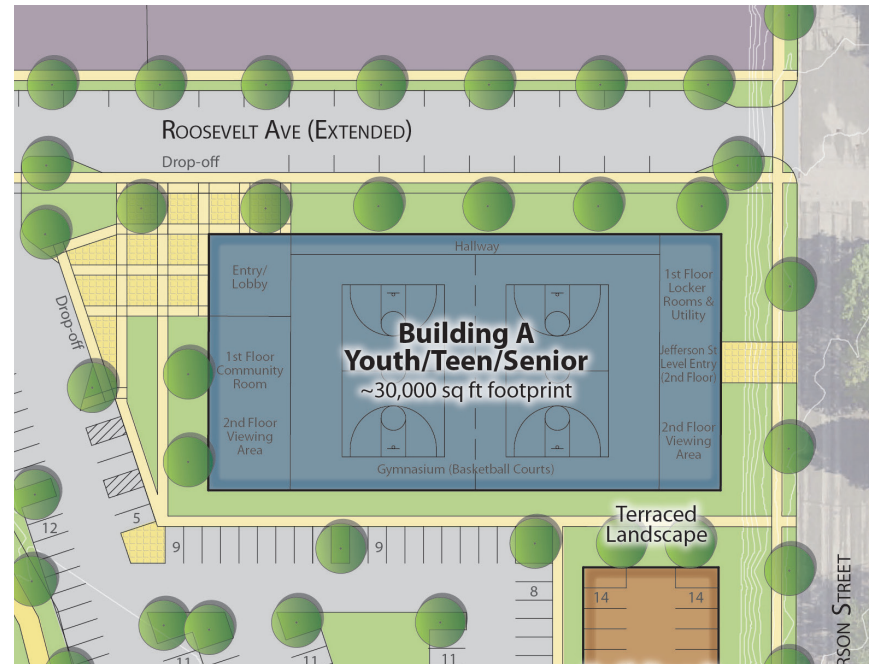 ROOSEVELT AVE (EXTENDED)
Drop-off
Hallway
Entry/
Lobby
1st Floor
Locker
Rooms &
Utility
Drop-off
Building A
Youth/Teen/Senior
~30,000 sq ft footprint
1st Floor
Community
Room
Jefferson St
Level Entry
(2nd Floor)
2nd Floor
Viewing
Area
2nd Floor
Viewing
Area
Gymnasium (Basketball Courts)
Terraced
Landscape
12
5
9
9
8
14
14
11
11
11
RSON STREET